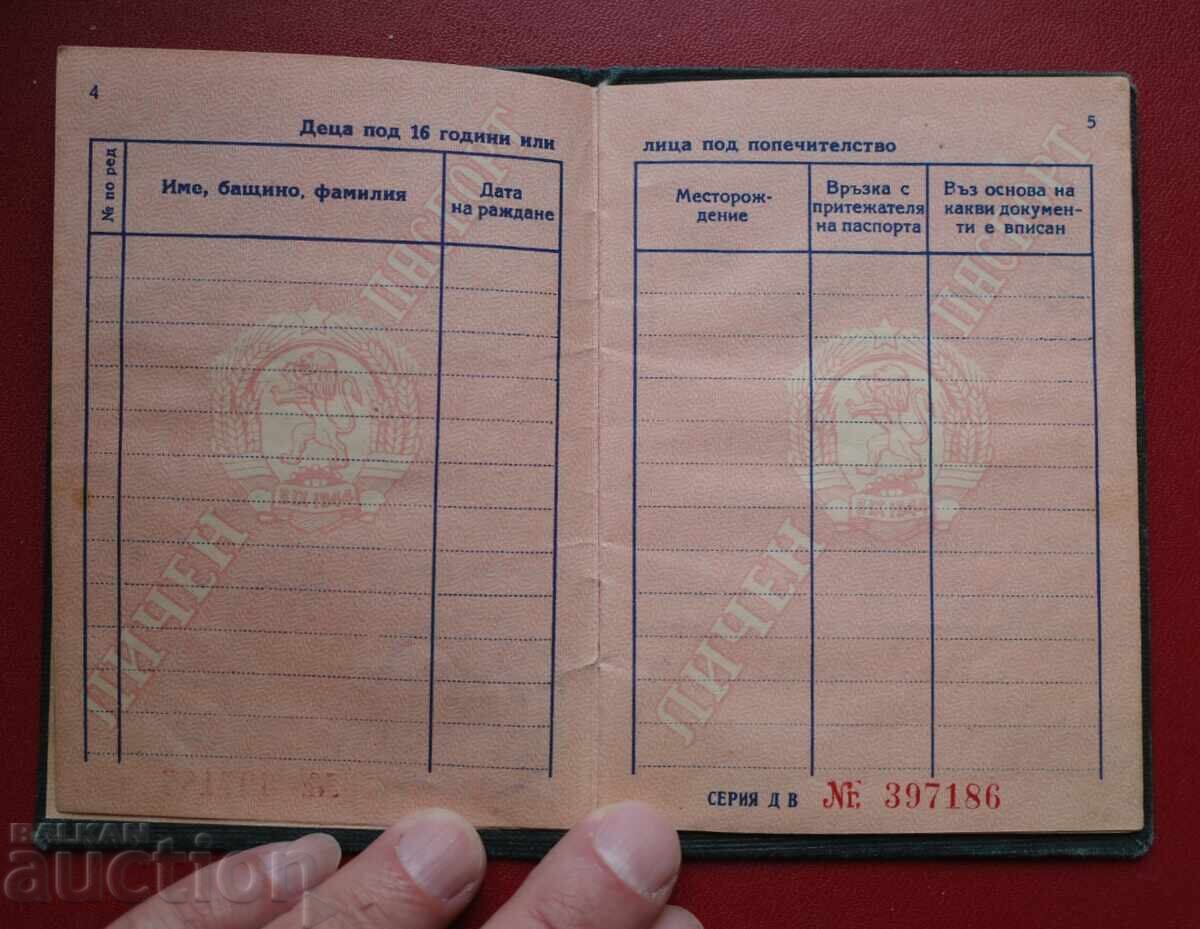 4
Деца под 16 години или
№ по ред
Име, бащино, фамилия
Дата
на раждане
ЛИЧЕН ПАСПОРТ
5
лица под попечителство
Месторож-
дение
Връзка с
притежателя
на паспорта
Въз основа на
какви докумен-
ти е вписан
ЛИЧЕН ПАСПОРТ
СЕРИЯ Д В № 397186
BALKAN
auction